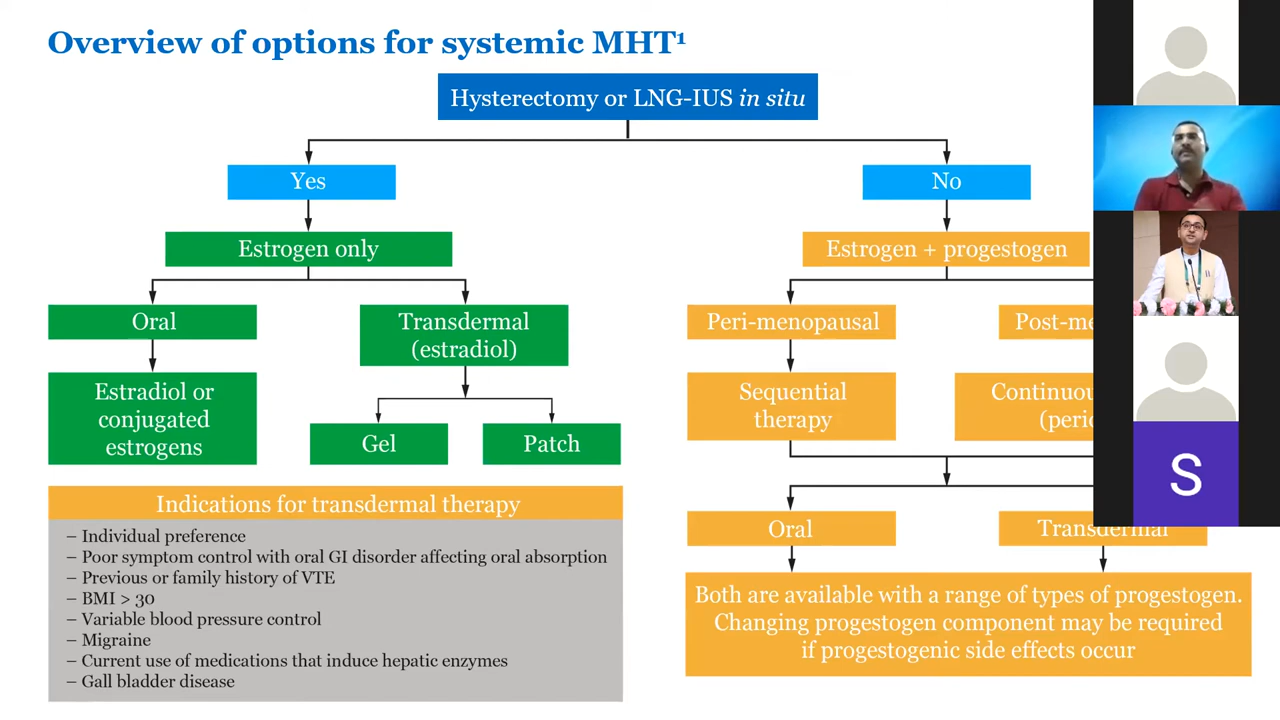 Overview of options for systemic MHT¹
Hysterectomy or LNG-IUS in situ
Yes
No
Estrogen only
Estrogen + progestogen
Oral
Transdermal
(estradiol)
Peri-menopausal
Estradiol or
conjugated
estrogens
Gel
Patch
Sequential
therapy
Indications for transdermal therapy
– Individual preference
– Poor symptom control with oral GI disorder affecting oral absorption
– Previous or family history of VTE
– BMI > 30
– Variable blood pressure control
– Migraine
– Current use of medications that induce hepatic enzymes
– Gall bladder disease
Oral
Transdermal
Both are available with a range of types of progestogen.
Changing progestogen component may be required
if progestogenic side effects occur
S